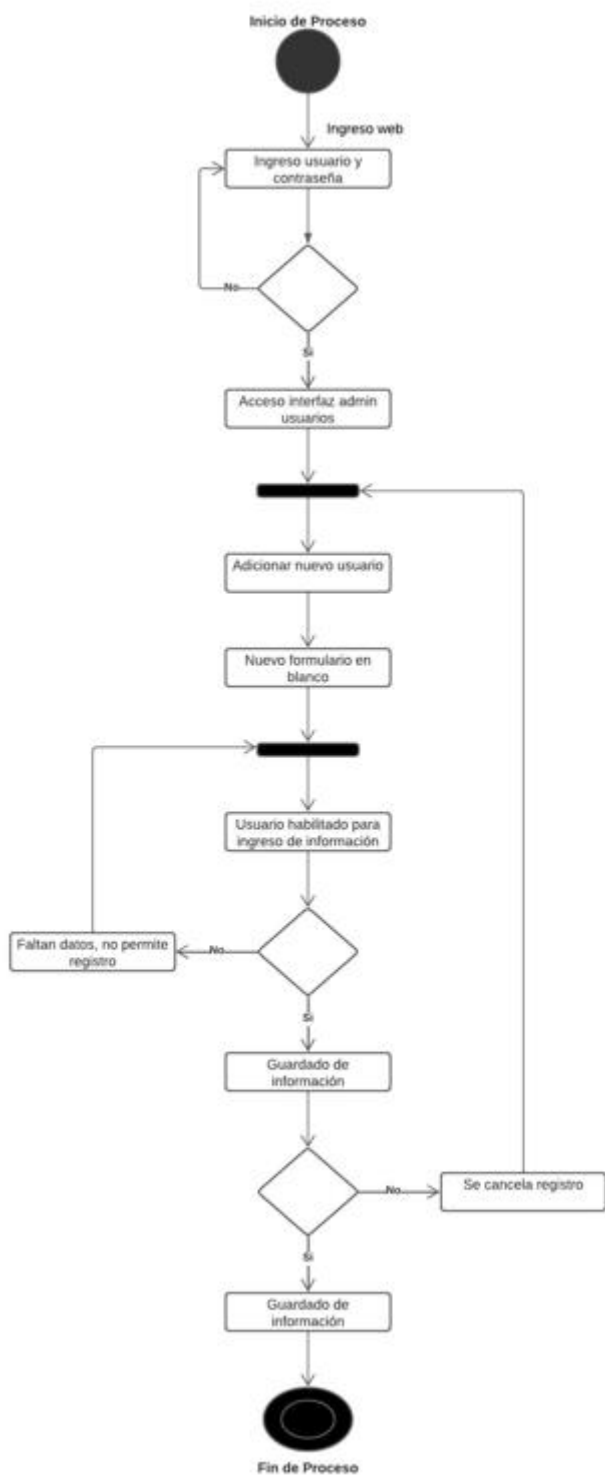 Inicio de Proceso
Ingreso web
Ingreso usuario y
contraseña
No
Si
Acceso interfaz admin
usuarios
Adicionar nuevo usuario
Nuevo formulario en
blanco
Usuario habilitado para
ingreso de información
Faltan datos, no permite
registro
No
Si
Guardado de
información
No
Se cancela registro
Si
Guardado de
información
Fin de Proceso